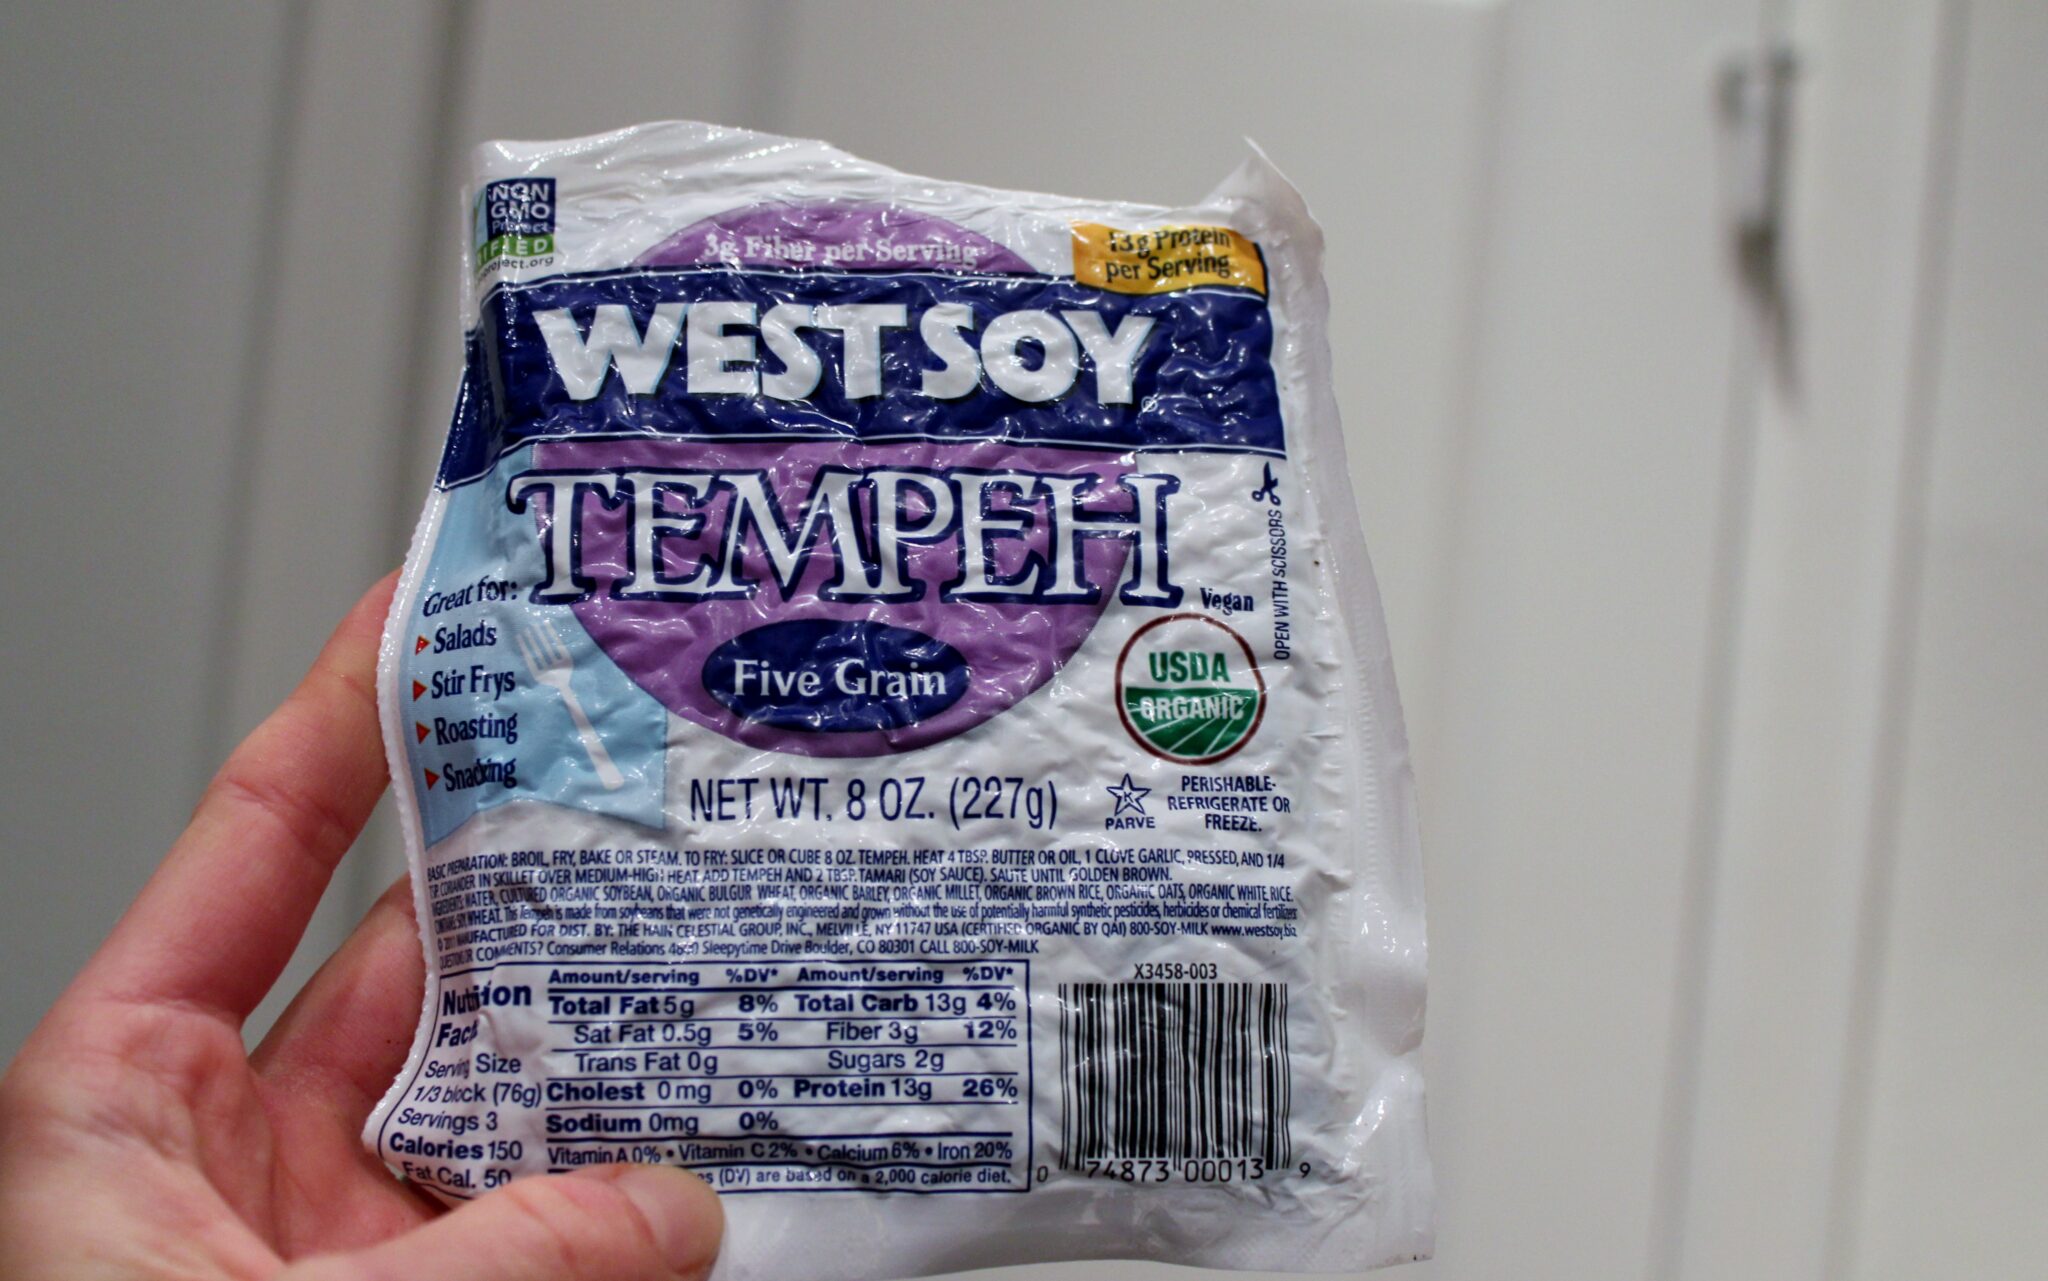 NON
GMO
Project
IFIED
project.org
3g Fiber per Serving
13g Protein
per Serving
WESTSOY®
TEMPEH
Five Grain
Great for:
Salads
Stir Frys
Roasting
Snacking
Vegan
USDA
ORGANIC
OPEN WITH SCISSORS
NET WT. 8 OZ. (227g)
K
PARVE
PERISHABLE-
REFRIGERATE OR
FREEZE.
BASIC PREPARATION: BROIL, FRY, BAKE OR STEAM. TO FRY: SLICE OR CUBE 8 OZ. TEMPEH. HEAT 4 TBSP. BUTTER OR OIL, 1 CLOVE GARLIC, PRESSED, AND 1/4
TSP. CORIANDER IN SKILLET OVER MEDIUM-HIGH HEAT. ADD TEMPEH AND 2 TBSP. TAMARI (SOY SAUCE). SAUTE UNTIL GOLDEN BROWN.
INGREDIENTS: WATER, CULTURED ORGANIC SOYBEAN, ORGANIC BULGUR WHEAT, ORGANIC BARLEY, ORGANIC MILLET, ORGANIC BROWN RICE, ORGANIC OATS, ORGANIC WHITE RICE.
CONTAINS: SOY, WHEAT. This Tempeh is made from soybeans that were not genetically engineered and grown without the use of potentially harmful synthetic pesticides, herbicides or chemical fertilizers
© 2011 MANUFACTURED FOR DIST. BY: THE HAIN CELESTIAL GROUP, INC., MELVILLE, NY 11747 USA (CERTIFIED ORGANIC BY QAI) 800-SOY-MILK www.westsoy.biz
QUESTIONS OR COMMENTS? Consumer Relations Sleepytime Drive Boulder, CO 80301 CALL 800-SOY-MILK
Nutrition
Facts
Serving Size
1/3 block (76g)
Servings 3
Calories 150
Fat Cal. 50
Amount/serving %DV* Amount/serving %DV*
Total Fat 5g 8% Total Carb 13g 4%
Sat Fat 0.5g 5% Fiber 3g 12%
Trans Fat 0g Sugars 2g
Cholest 0mg 0% Protein 13g 26%
Sodium 0mg 0%
Vitamin A 0% • Vitamin C 2% • Calcium 6% • Iron 20%
(DV) are based on a 2,000 calorie diet.
X3458-003
0 74873 00013 9